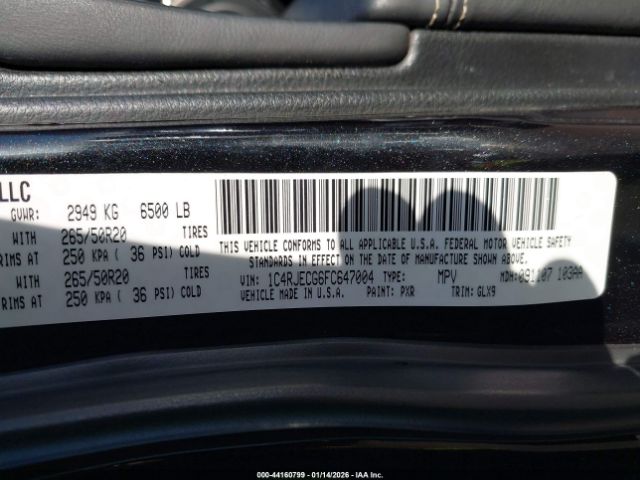 LLC
GVWR: 2949 KG 6500 LB
WITH 265/50R20 TIRES
RIMS AT 250 KPA ( 36 PSI) COLD
WITH 265/50R20 TIRES
RIMS AT 250 KPA ( 36 PSI) COLD
THIS VEHICLE CONFORMS TO ALL APPLICABLE U.S.A. FEDERAL MOTOR VEHICLE SAFETY
STANDARDS IN EFFECT ON THE DATE OF MANUFACTURE SHOWN ABOVE.
VIN: 1C4RJECG6FC647004 TYPE: MPV MDH: 091107 103AA
VEHICLE MADE IN U.S.A. PAINT: PXR TRIM: GLX9
000-44160799 - 01/14/2026 - IAA Inc.